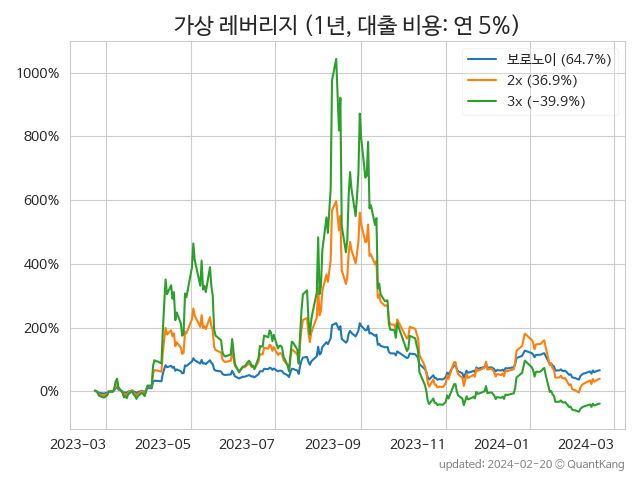 가상 레버리지 (1년, 대출 비용: 연 5%)
보로노이 (64.7%)
2x (36.9%)
3x (-39.9%)
1000%
800%
600%
400%
200%
0%
2023-03 2023-05 2023-07 2023-09 2023-11 2024-01 2024-03
updated: 2024-02-20 © QuantKang